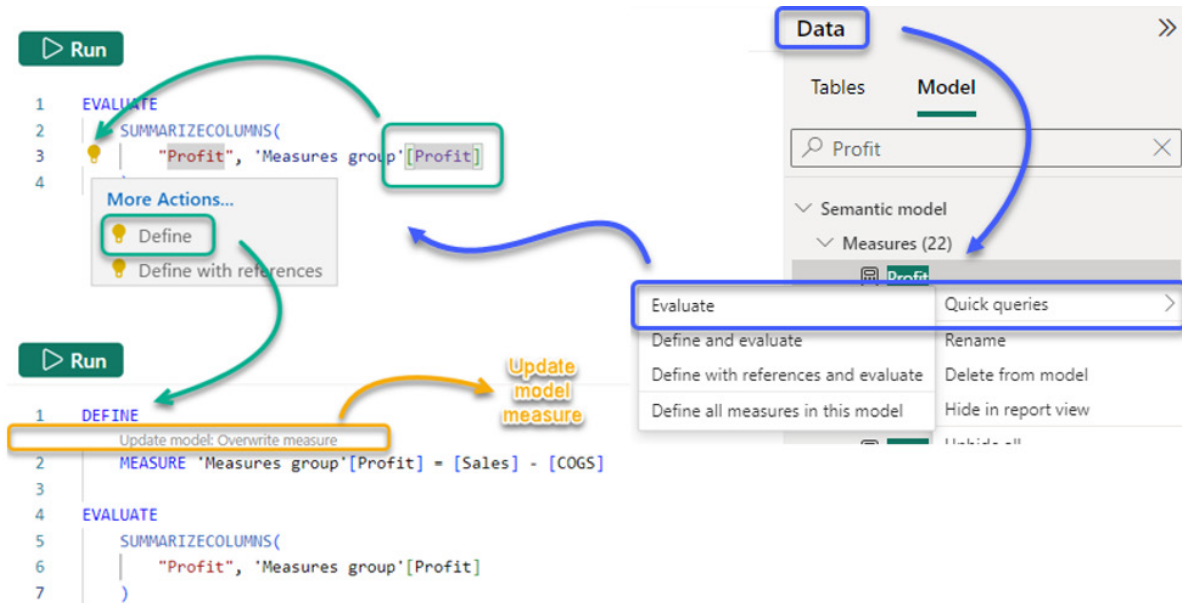 Run
1 EVALUATE
2 SUMMARIZECOLUMNS(
3 "Profit", 'Measures group'[Profit]
4 )
More Actions...
Define
Define with references
Run
1 DEFINE
Update model: Overwrite measure
2 MEASURE 'Measures group'[Profit] = [Sales] - [COGS]
3
4 EVALUATE
5 SUMMARIZECOLUMNS(
6 "Profit", 'Measures group'[Profit]
7 )
Update
model
measure
Data
Tables Model
Profit
Semantic model
Measures (22)
Profit
Evaluate
Define and evaluate
Define with references and evaluate
Define all measures in this model
Quick queries
Rename
Delete from model
Hide in report view
Unhide all